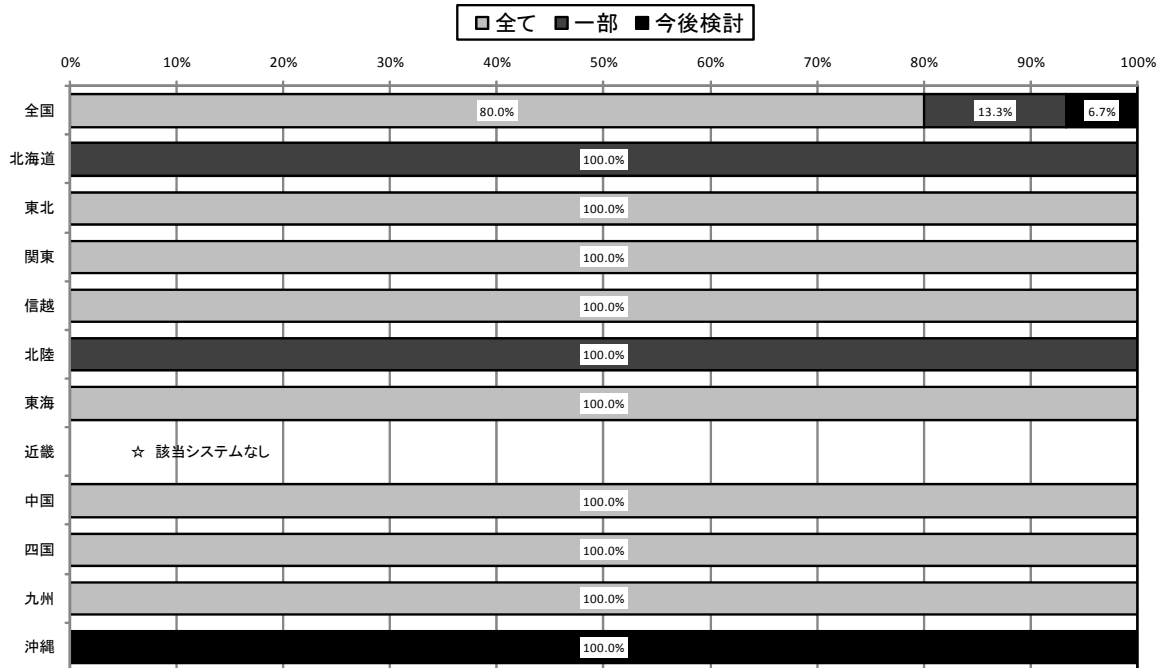 全て 一部 今後検討
0% 10% 20% 30% 40% 50% 60% 70% 80% 90% 100%
全国 80.0% 13.3% 6.7%
北海道 100.0%
東北 100.0%
関東 100.0%
信越 100.0%
北陸 100.0%
東海 100.0%
近畿 ☆ 該当システムなし
中国 100.0%
四国 100.0%
九州 100.0%
沖縄 100.0%